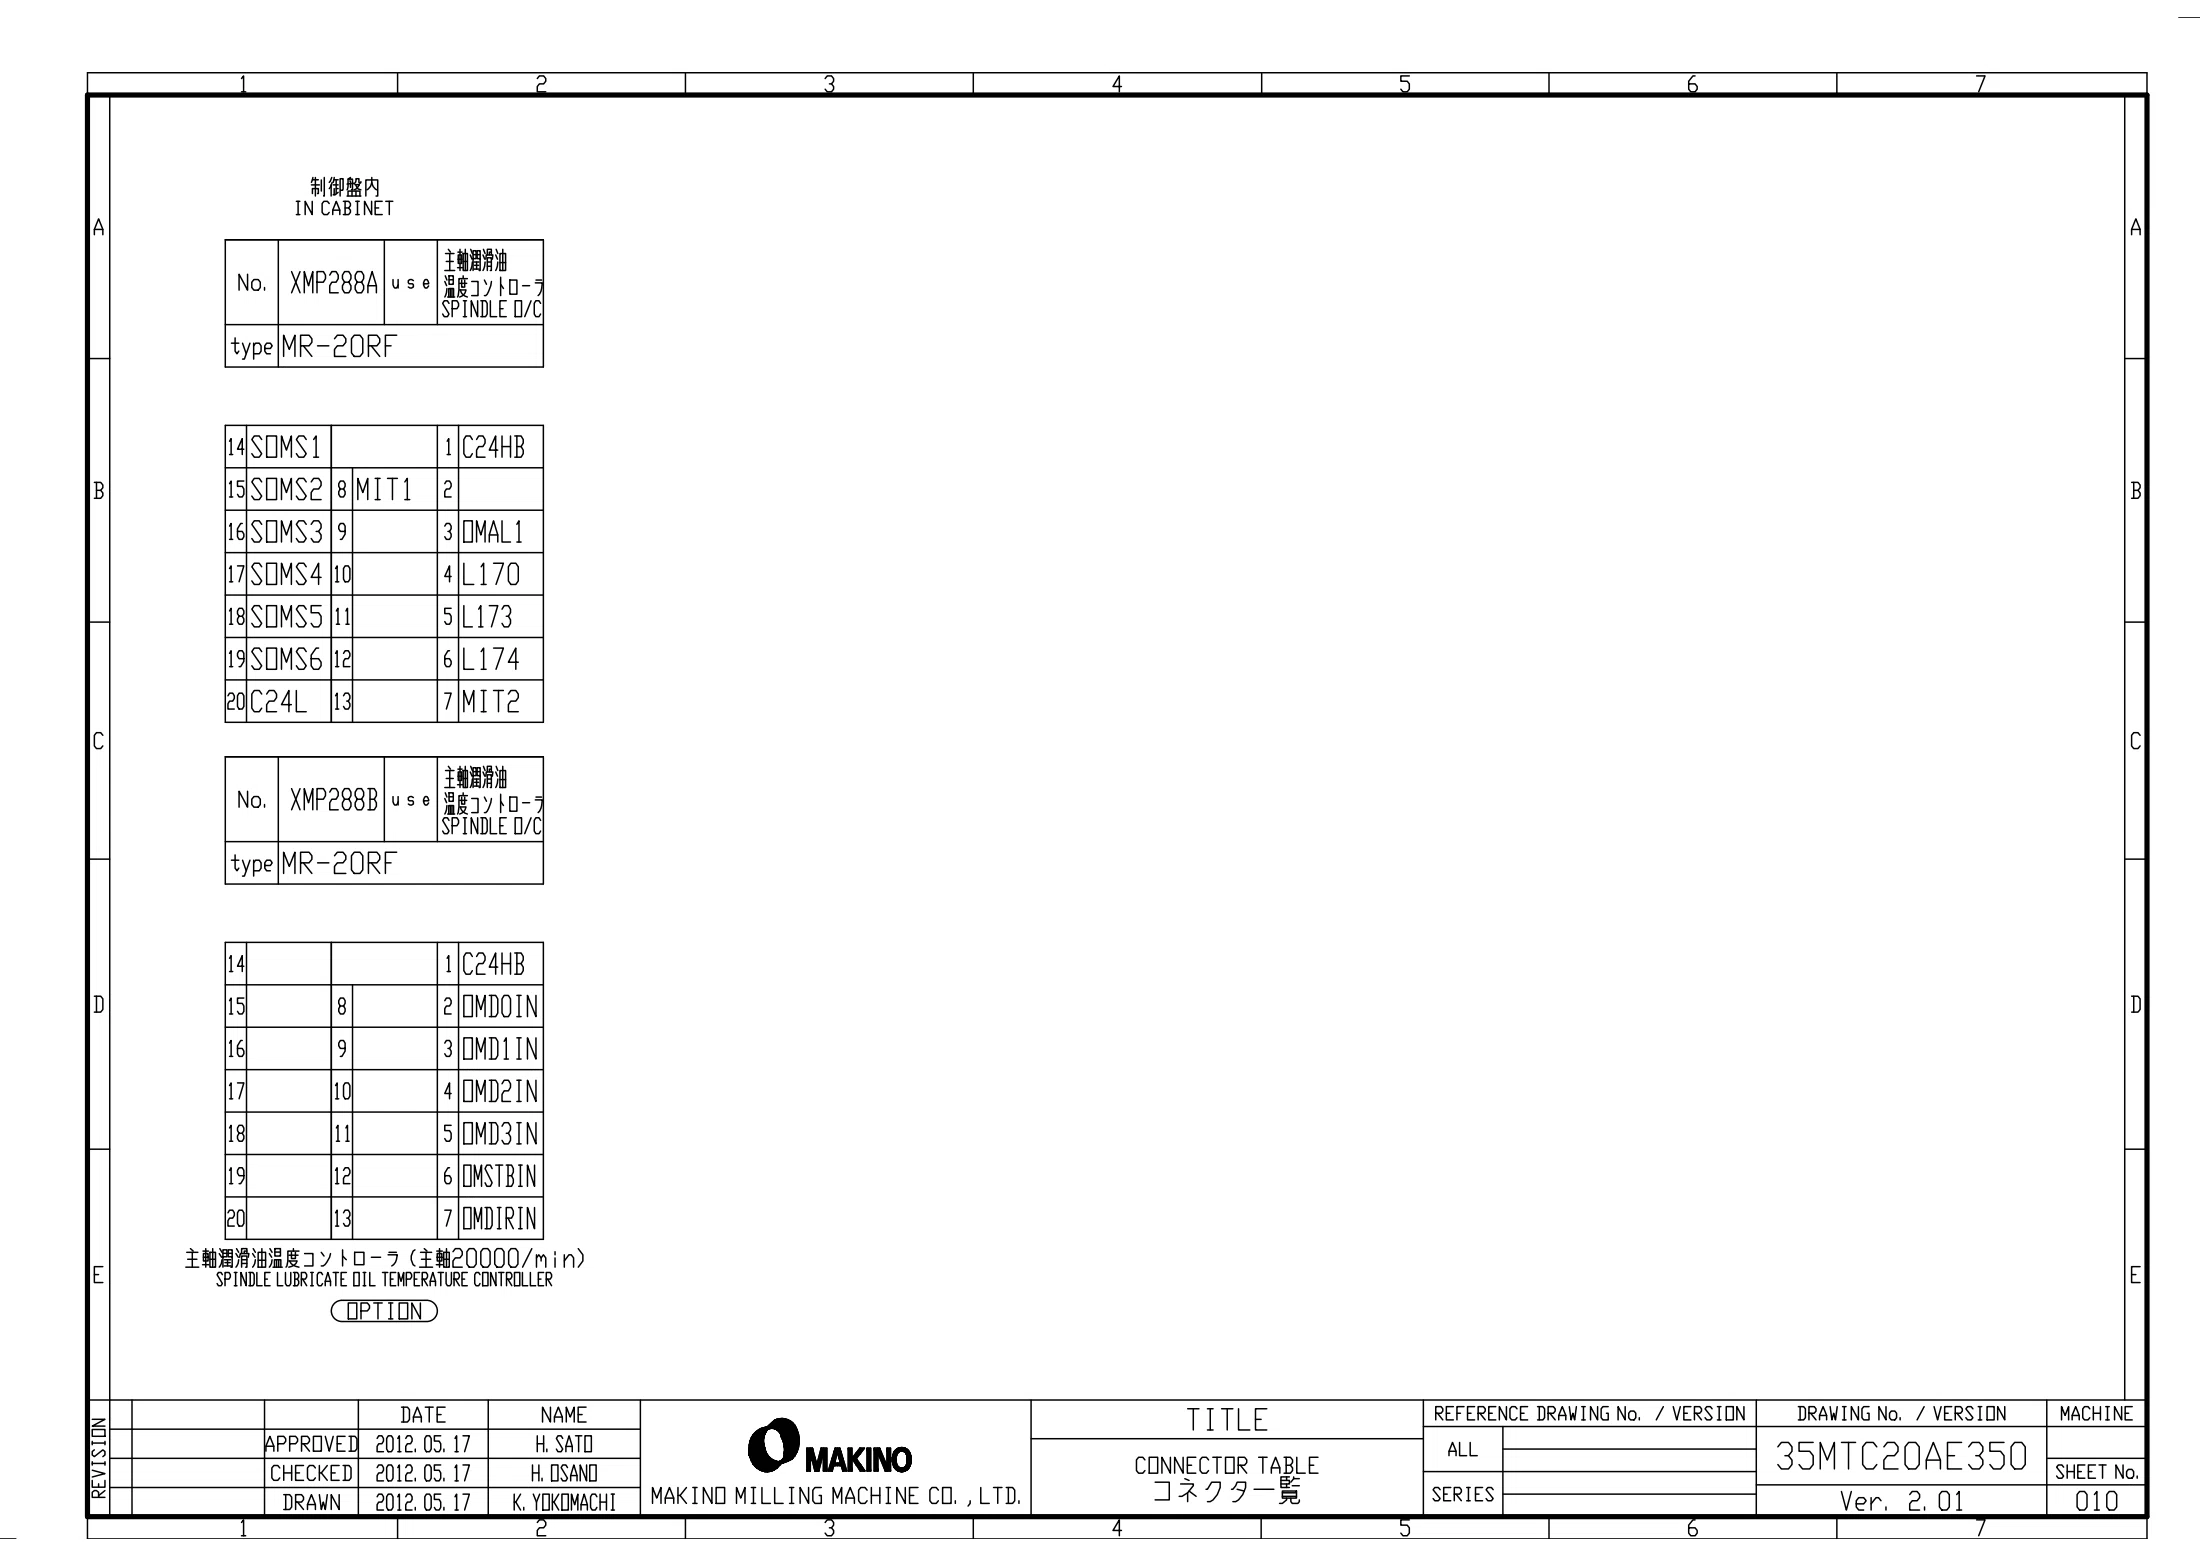 1 2 3 4 5 6 7
A A
B B
C C
D D
E E
制御盤内
IN CABINET
No. XMP288A use 主軸潤滑油
温度コントローラ
SPINDLE O/C
type MR-20RF
14 SOMS1 1 C24HB
15 SOMS2 8 MIT1 2
16 SOMS3 9 3 OMAL1
17 SOMS4 10 4 L170
18 SOMS5 11 5 L173
19 SOMS6 12 6 L174
20 C24L 13 7 MIT2
No. XMP288B use 主軸潤滑油
温度コントローラ
SPINDLE O/C
type MR-20RF
14 1 C24HB
15 8 2 OMD0IN
16 9 3 OMD1IN
17 10 4 OMD2IN
18 11 5 OMD3IN
19 12 6 OMSTBIN
20 13 7 OMDIRIN
主軸潤滑油温度コントローラ(主軸20000/min)
SPINDLE LUBRICATE OIL TEMPERATURE CONTROLLER
OPTION
REVISION
DATE NAME
APPROVED 2012.05.17 H. SATO
CHECKED 2012.05.17 H. OSANO
DRAWN 2012.05.17 K. YOKOMACHI
MAKINO
MAKINO MILLING MACHINE CO.,LTD.
TITLE
CONNECTOR TABLE
コネクタ一覧
REFERENCE DRAWING No. / VERSION
ALL
SERIES
DRAWING No. / VERSION
35MTC20AE350
Ver. 2.01
MACHINE
SHEET No.
010
1 2 3 4 5 6 7